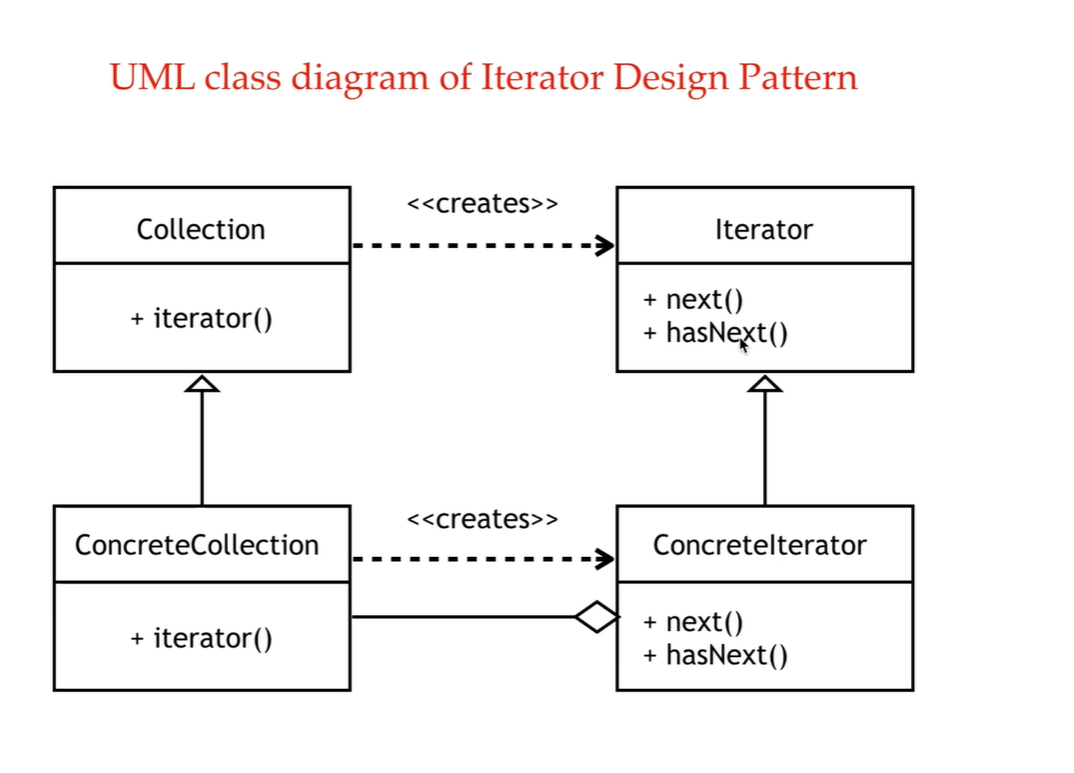 UML class diagram of Iterator Design Pattern
Collection
+ iterator()
<<creates>>
Iterator
+ next()
+ hasNext()
ConcreteCollection
+ iterator()
<<creates>>
ConcreteIterator
+ next()
+ hasNext()